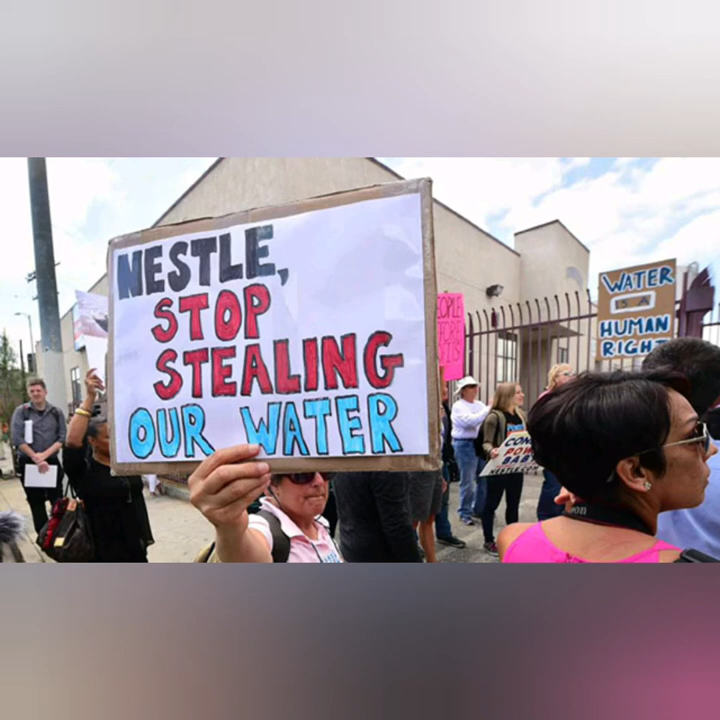 NESTLE,
STOP
STEALING
OUR WATER
WATER
IS A
HUMAN
RIGHT